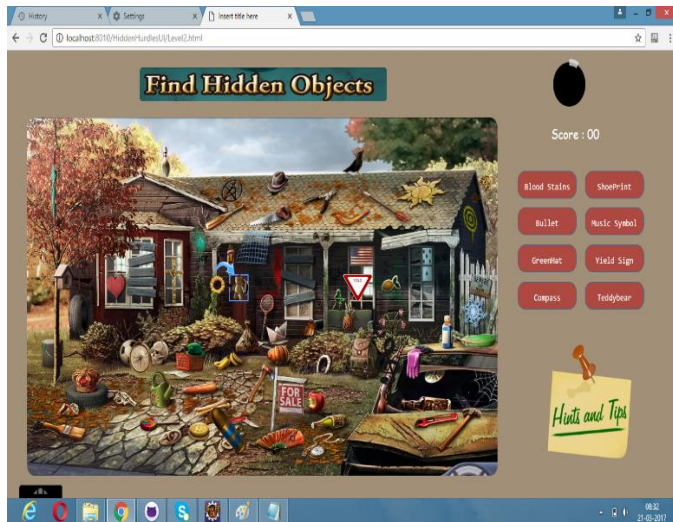 History
Settings
Insert title here
localhost:8010/HiddenHurdlesUI/Level2.html
Find Hidden Objects
Score : 00
Blood Stains
ShoePrint
Bullet
Music Symbol
GreenHat
Yield Sign
Compass
Teddybear
YIELD
FOR
SALE
Hints and Tips
08:32
21-03-2017